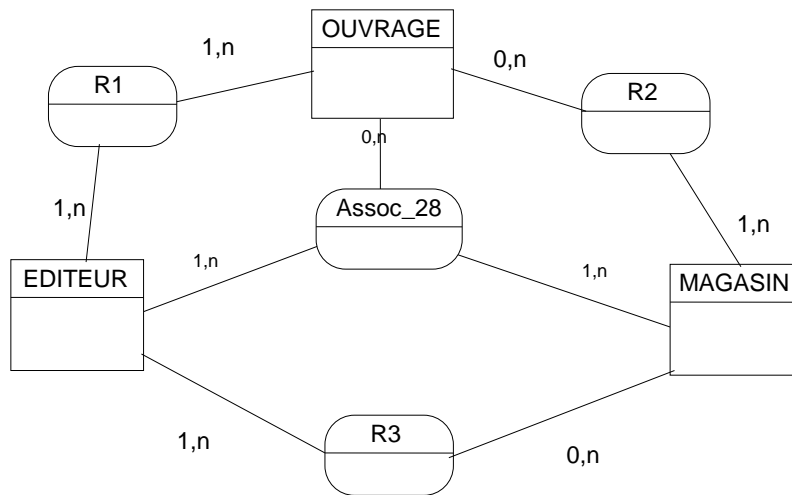 OUVRAGE
1,n
0,n
R1
R2
0,n
1,n
Assoc_28
1,n
1,n
1,n
EDITEUR
MAGASIN
R3
1,n
0,n